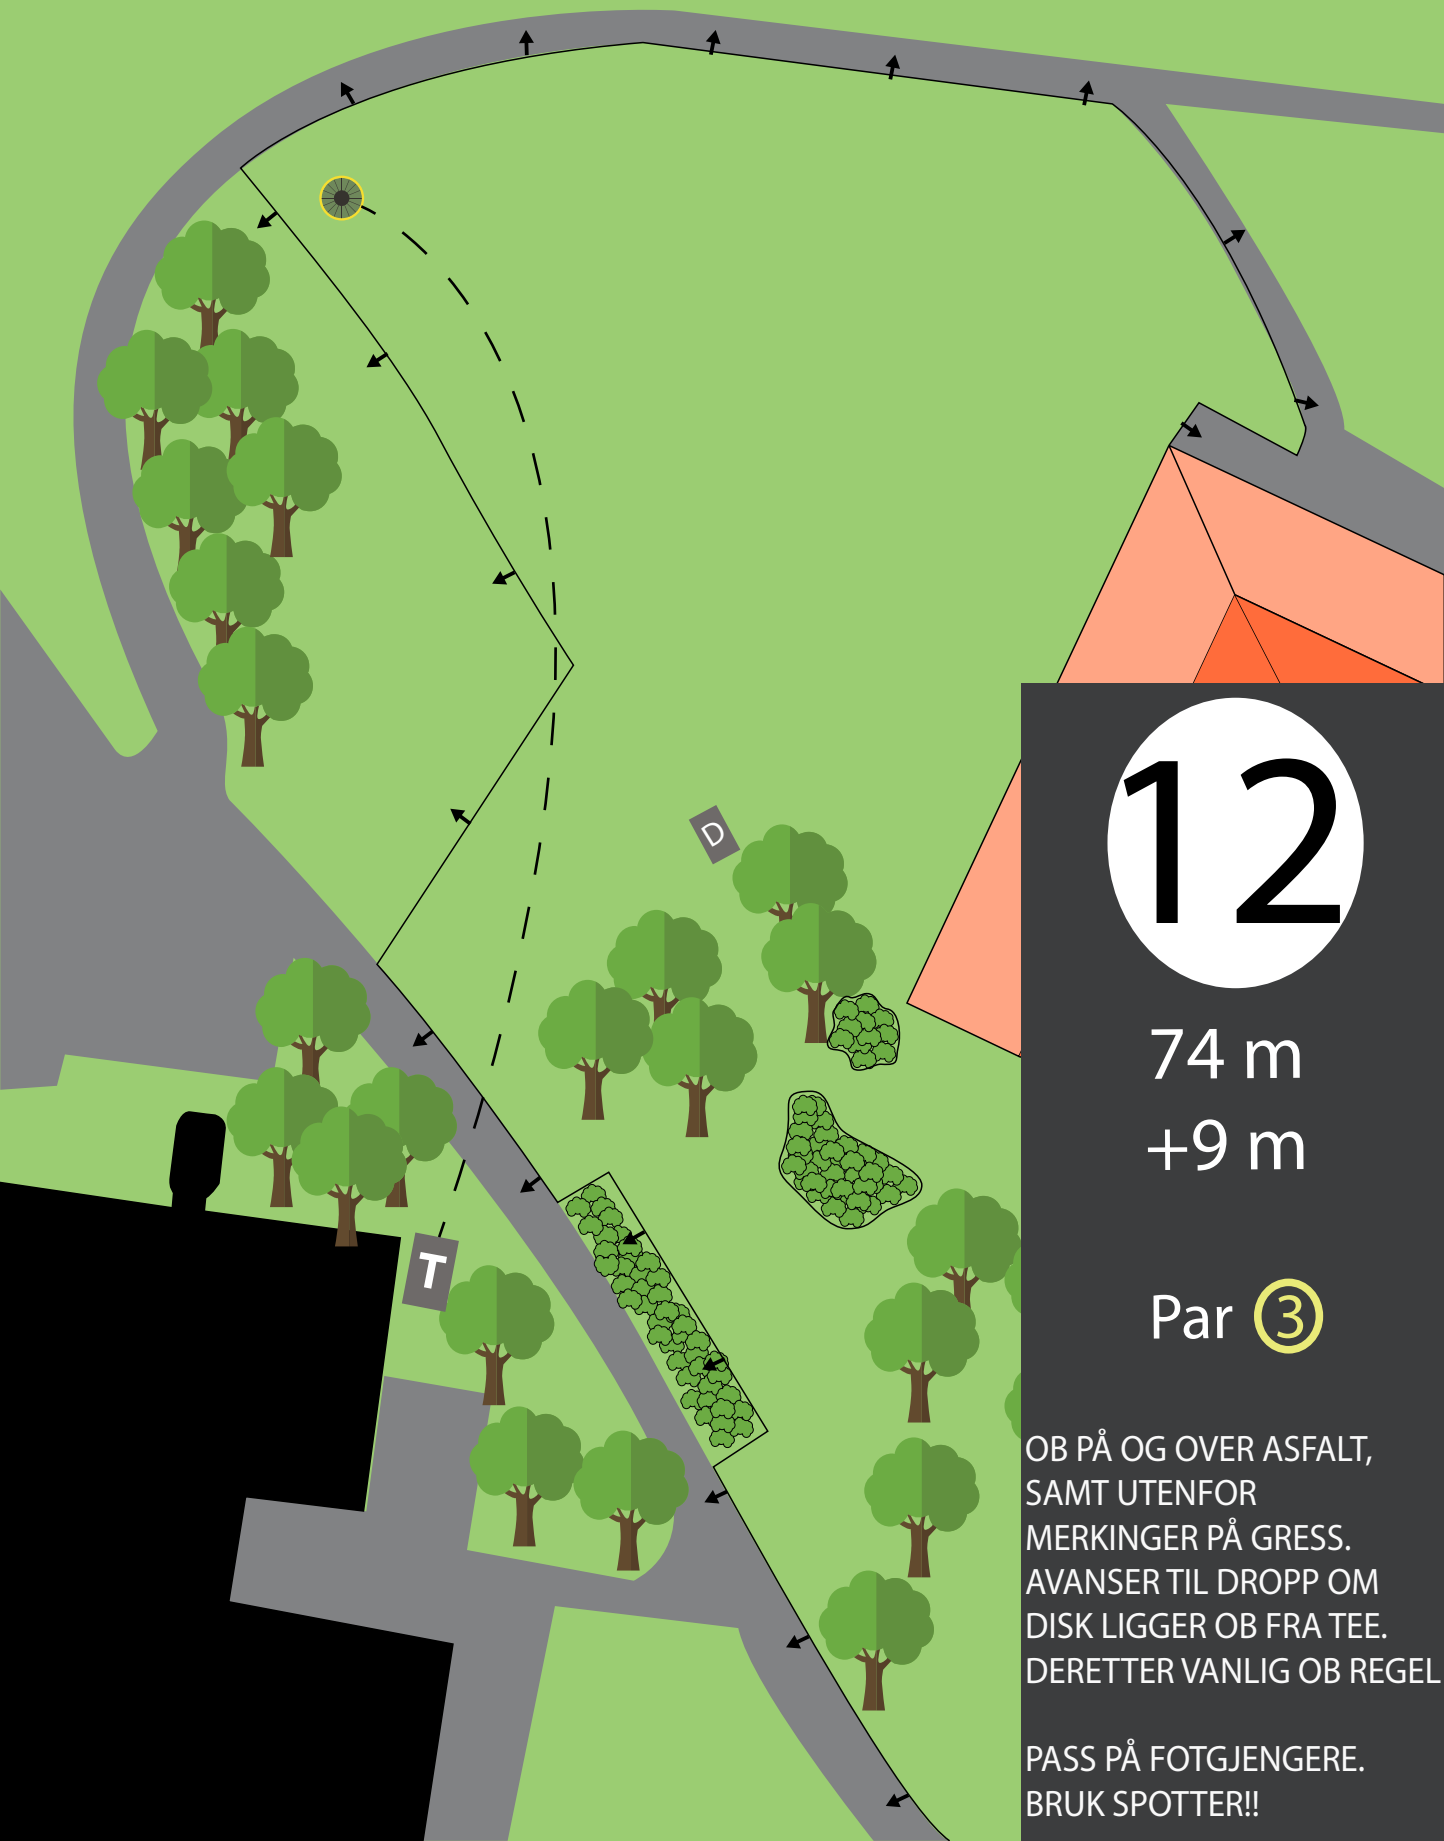 D
T
12
74 m
+9 m
Par 3
OB PÅ OG OVER ASFALT,
SAMT UTENFOR
MERKINGER PÅ GRESS.
AVANSER TIL DROPP OM
DISK LIGGER OB FRA TEE.
DERETTER VANLIG OB REGEL
PASS PÅ FOTGJENGERE.
BRUK SPOTTER!!